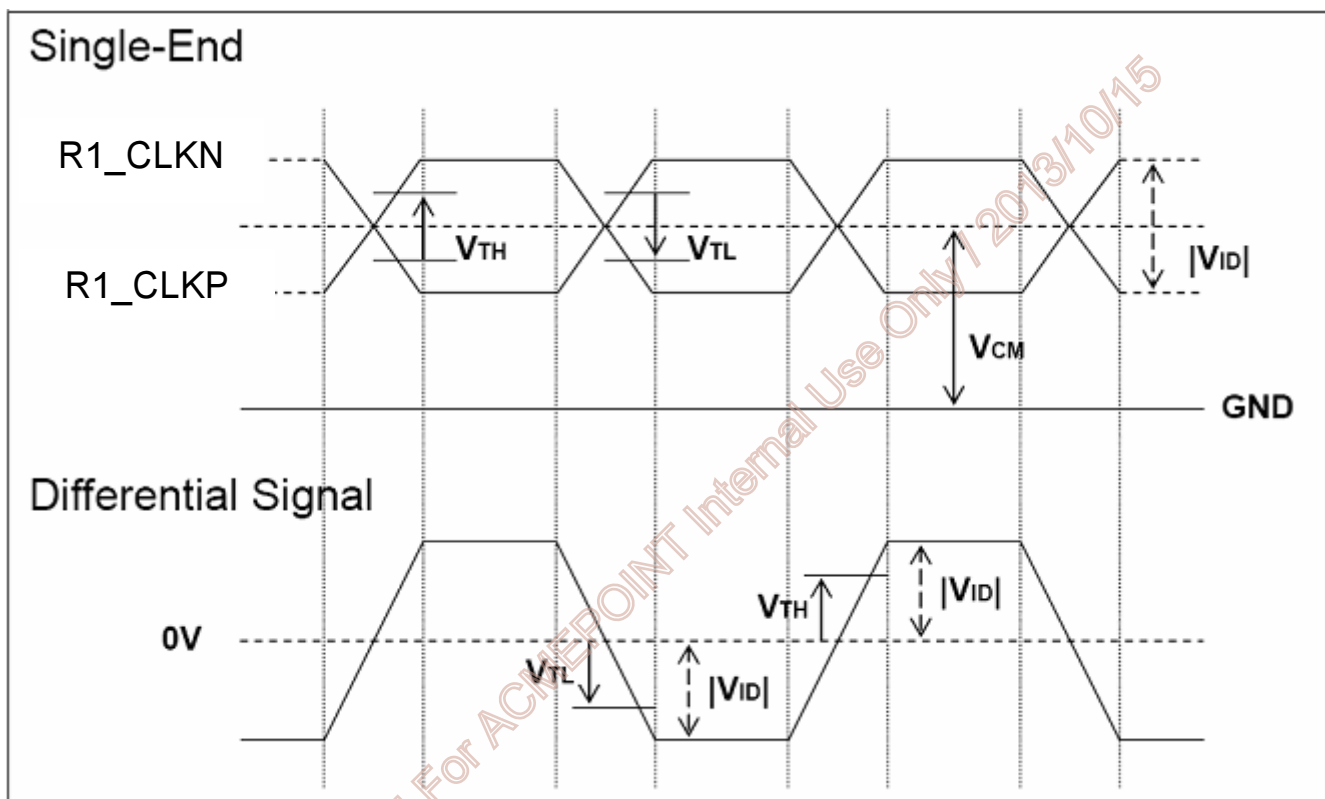 Single-End
R1_CLKN
VTH
VTL
|VID|
R1_CLKP
VCM
GND
Differential Signal
|VID|
VTH
0V
VTL
|VID|
For ACMEPOINT Internal Use Only / 2013/10/15